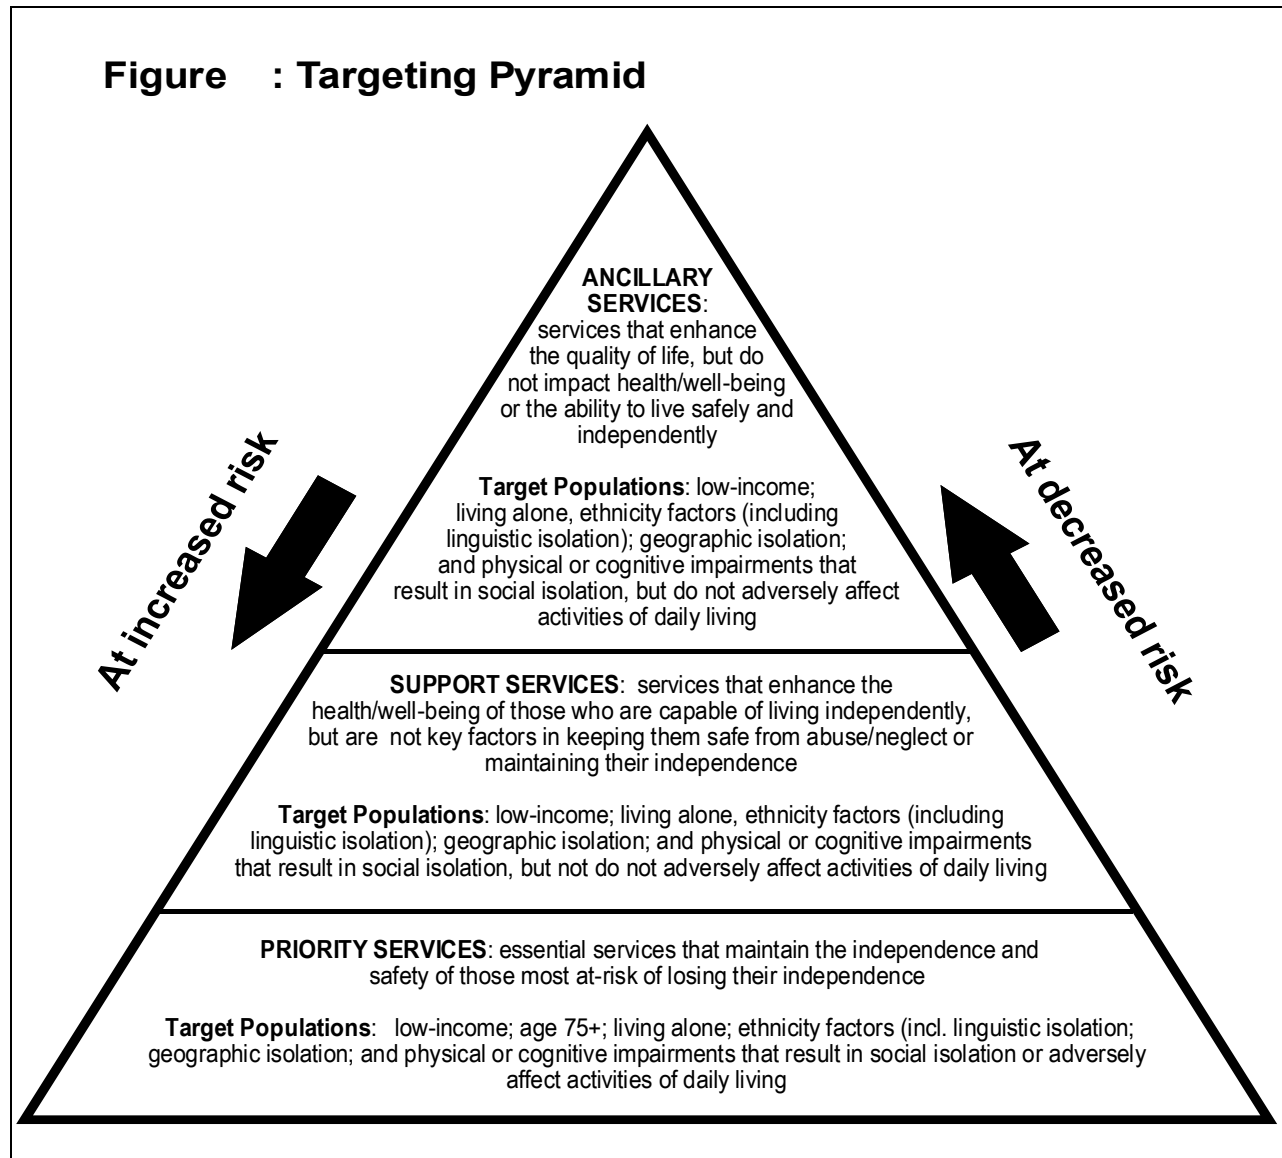 Figure : Targeting Pyramid
ANCILLARY
SERVICES:
services that enhance
the quality of life, but do
not impact health/well-being
or the ability to live safely and
independently
Target Populations: low-income;
living alone, ethnicity factors (including
linguistic isolation); geographic isolation;
and physical or cognitive impairments that
result in social isolation, but do not adversely affect
activities of daily living
At increased risk
At decreased risk
SUPPORT SERVICES: services that enhance the
health/well-being of those who are capable of living independently,
but are not key factors in keeping them safe from abuse/neglect or
maintaining their independence
Target Populations: low-income; living alone, ethnicity factors (including
linguistic isolation); geographic isolation; and physical or cognitive impairments
that result in social isolation, but not do not adversely affect activities of daily living
PRIORITY SERVICES: essential services that maintain the independence and
safety of those most at-risk of losing their independence
Target Populations: low-income; age 75+; living alone; ethnicity factors (incl. linguistic isolation;
geographic isolation; and physical or cognitive impairments that result in social isolation or adversely
affect activities of daily living